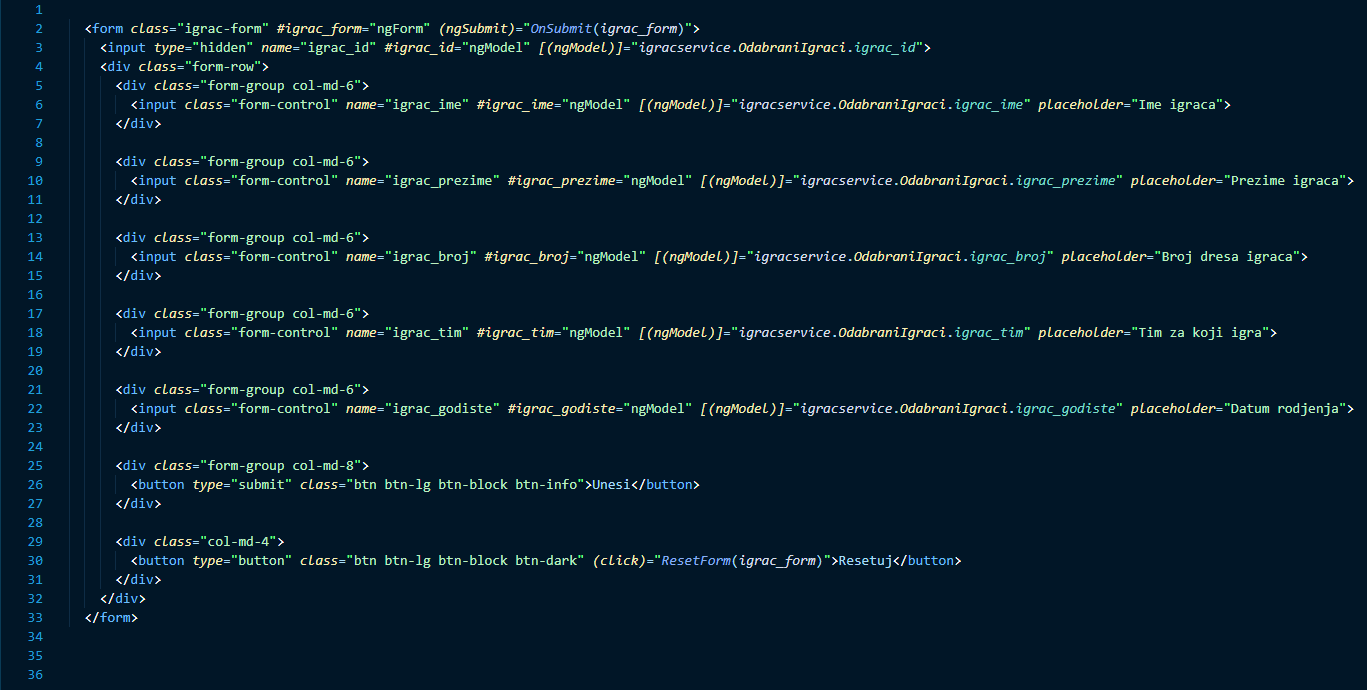 1
2 <form class="igrac-form" #igrac_form="ngForm" (ngSubmit)="OnSubmit(igrac_form)">
3 <input type="hidden" name="igrac_id" #igrac_id="ngModel" [(ngModel)]="igracservice.OdabraniIgraci.igrac_id">
4 <div class="form-row">
5 <div class="form-group col-md-6">
6 <input class="form-control" name="igrac_ime" #igrac_ime="ngModel" [(ngModel)]="igracservice.OdabraniIgraci.igrac_ime" placeholder="Ime igraca">
7 </div>
8
9 <div class="form-group col-md-6">
10 <input class="form-control" name="igrac_prezime" #igrac_prezime="ngModel" [(ngModel)]="igracservice.OdabraniIgraci.igrac_prezime" placeholder="Prezime igraca">
11 </div>
12
13 <div class="form-group col-md-6">
14 <input class="form-control" name="igrac_broj" #igrac_broj="ngModel" [(ngModel)]="igracservice.OdabraniIgraci.igrac_broj" placeholder="Broj dresa igraca">
15 </div>
16
17 <div class="form-group col-md-6">
18 <input class="form-control" name="igrac_tim" #igrac_tim="ngModel" [(ngModel)]="igracservice.OdabraniIgraci.igrac_tim" placeholder="Tim za koji igra">
19 </div>
20
21 <div class="form-group col-md-6">
22 <input class="form-control" name="igrac_godiste" #igrac_godiste="ngModel" [(ngModel)]="igracservice.OdabraniIgraci.igrac_godiste" placeholder="Datum rodjenja">
23 </div>
24
25 <div class="form-group col-md-8">
26 <button type="submit" class="btn btn-lg btn-block btn-info">Unesi</button>
27 </div>
28
29 <div class="col-md-4">
30 <button type="button" class="btn btn-lg btn-block btn-dark" (click)="ResetForm(igrac_form)">Resetuj</button>
31 </div>
32 </div>
33 </form>
34
35
36